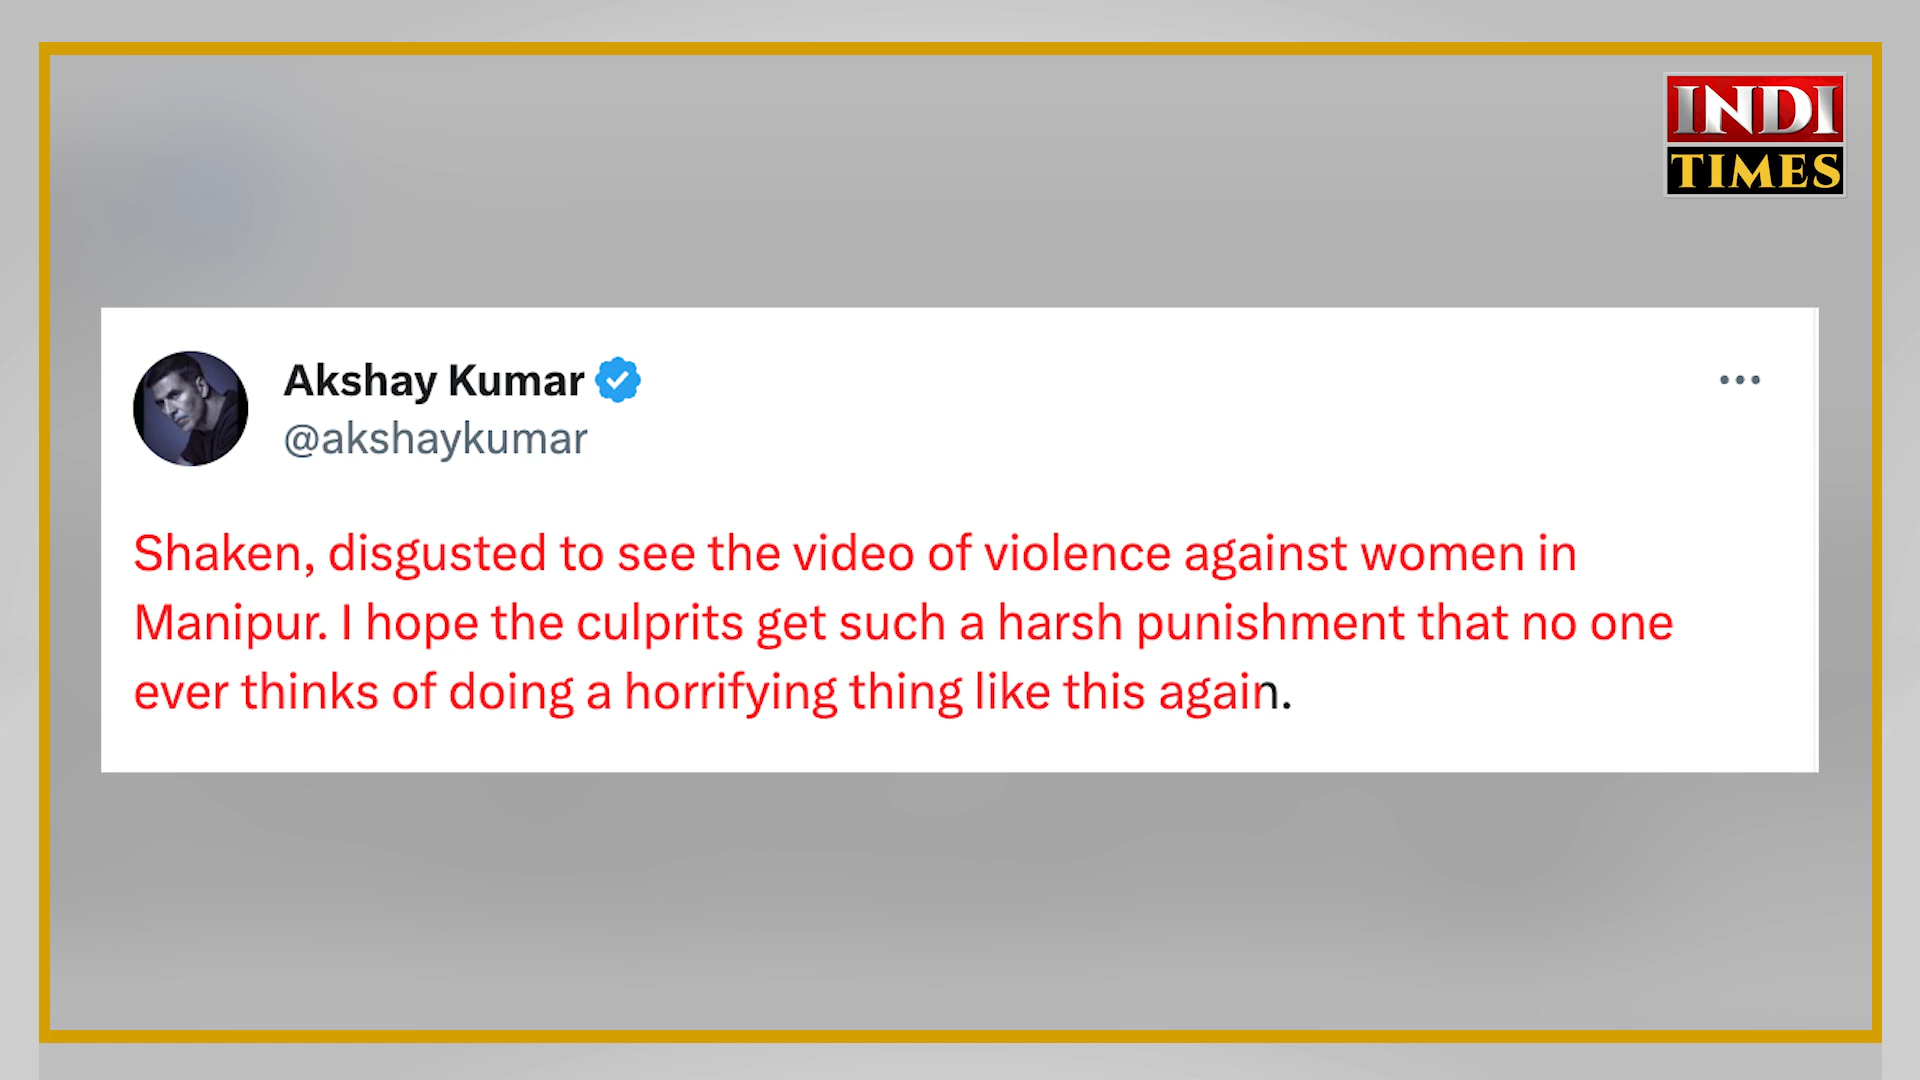 INDI
TIMES
Akshay Kumar
@akshaykumar
Shaken, disgusted to see the video of violence against women in
Manipur. I hope the culprits get such a harsh punishment that no one
ever thinks of doing a horrifying thing like this again.